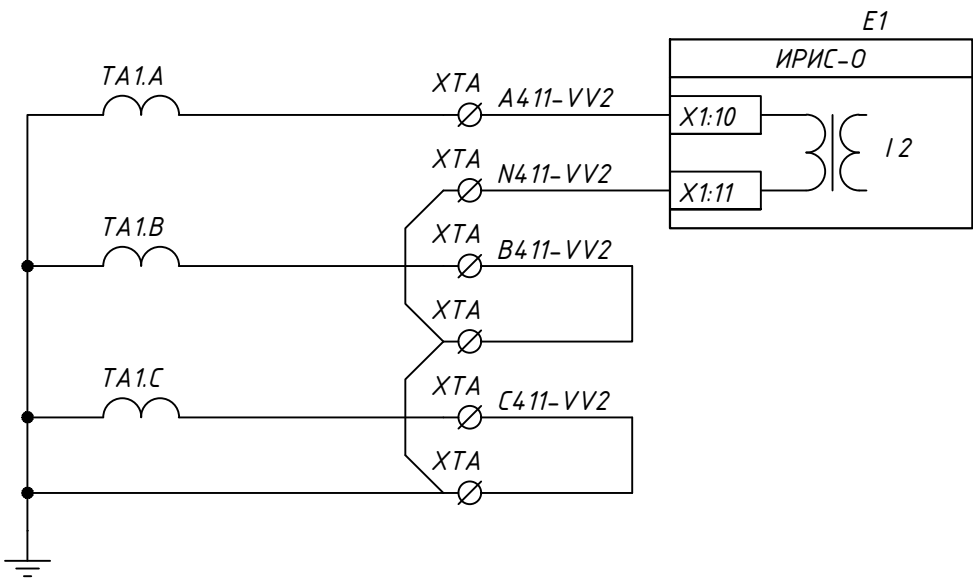 E1
ИРИС-О
TA1.A
XTA
A411-VV2
X1:10
I2
XTA
N411-VV2
X1:11
TA1.B
XTA
B411-VV2
XTA
TA1.C
XTA
C411-VV2
XTA